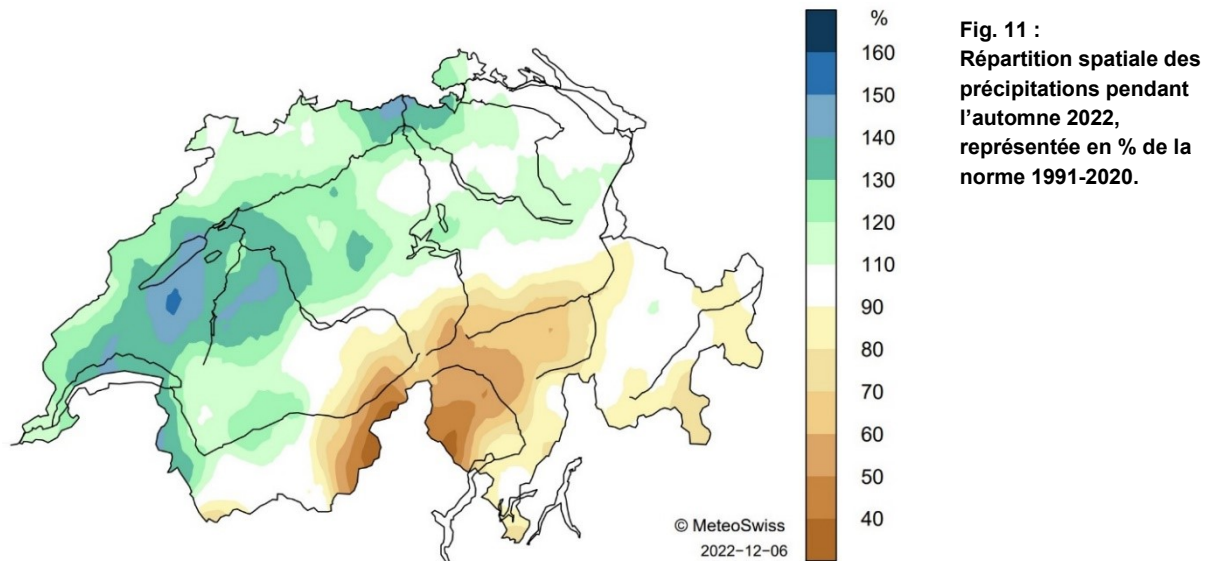 %
160
150
140
130
120
110
90
80
70
60
50
40
© MeteoSwiss
2022–12–06
Fig. 11 :
Répartition spatiale des
précipitations pendant
l’automne 2022,
représentée en % de la
norme 1991-2020.